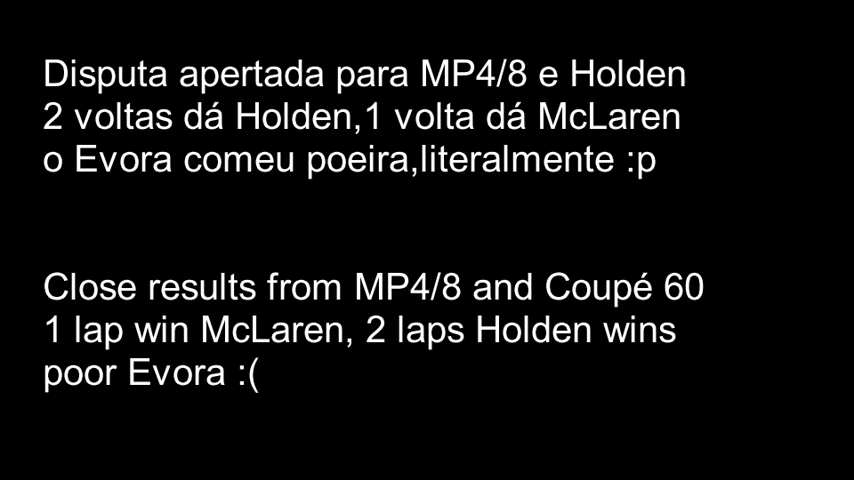 Disputa apertada para MP4/8 e Holden
2 voltas dá Holden,1 volta dá McLaren
o Evora comeu poeira,literalmente :p
Close results from MP4/8 and Coupé 60
1 lap win McLaren, 2 laps Holden wins
poor Evora :(